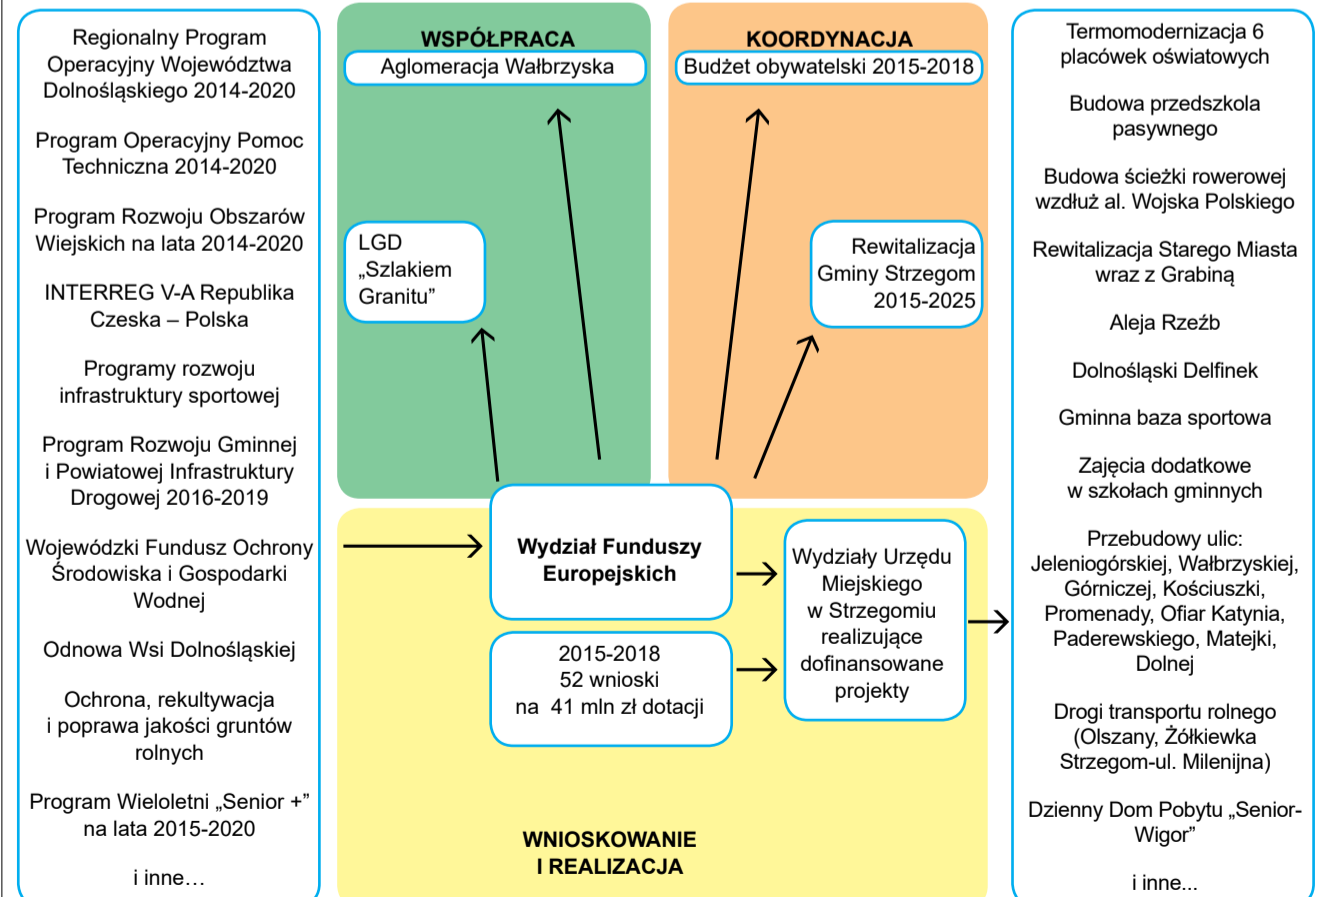 Regionalny Program
Operacyjny Województwa
Dolnośląskiego 2014-2020
Program Operacyjny Pomoc
Techniczna 2014-2020
Program Rozwoju Obszarów
Wiejskich na lata 2014-2020
INTERREG V-A Republika
Czeska – Polska
Programy rozwoju
infrastruktury sportowej
Program Rozwoju Gminnej
i Powiatowej Infrastruktury
Drogowej 2016-2019
Wojewódzki Fundusz Ochrony
Środowiska i Gospodarki
Wodnej
Odnowa Wsi Dolnośląskiej
Ochrona, rekultywacja
i poprawa jakości gruntów
rolnych
Program Wieloletni „Senior +”
na lata 2015-2020
i inne…
WSPÓŁPRACA
Aglomeracja Wałbrzyska
LGD
„Szlakiem
Granitu”
KOORDYNACJA
Budżet obywatelski 2015-2018
Rewitalizacja
Gminy Strzegom
2015-2025
Wydział Funduszy
Europejskich
2015-2018
52 wnioski
na 41 mln zł dotacji
Wydziały Urzędu
Miejskiego
w Strzegomiu
realizujące
dofinansowane
projekty
WNIOSKOWANIE
I REALIZACJA
Termomodernizacja 6
placówek oświatowych
Budowa przedszkola
pasywnego
Budowa ścieżki rowerowej
wzdłuż al. Wojska Polskiego
Rewitalizacja Starego Miasta
wraz z Grabiną
Aleja Rzeźb
Dolnośląski Delfinek
Gminna baza sportowa
Zajęcia dodatkowe
w szkołach gminnych
Przebudowy ulic:
Jeleniogórskiej, Wałbrzyskiej,
Górniczej, Kościuszki,
Promenady, Ofiar Katynia,
Paderewskiego, Matejki,
Dolnej
Drogi transportu rolnego
(Olszany, Żółkiewka
Strzegom-ul. Milenijna)
Dzienny Dom Pobytu „Senior-
Wigor”
i inne...